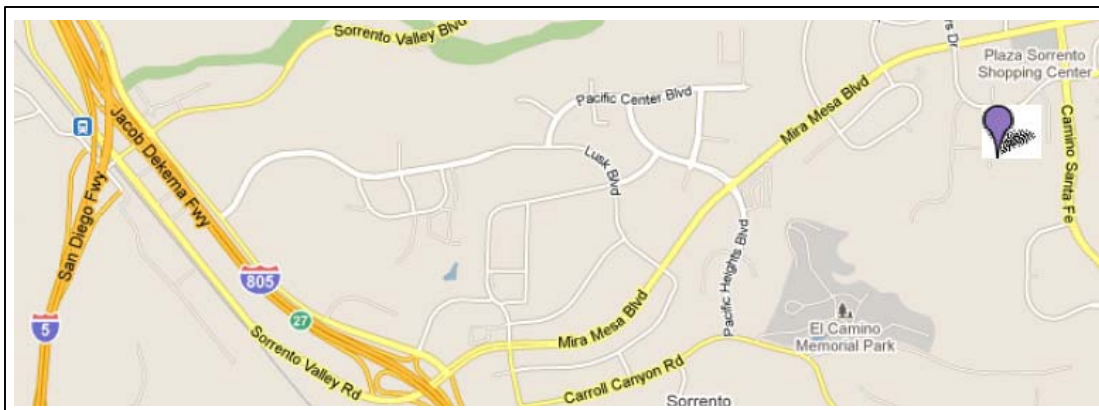 Sorrento Valley Blvd
rs Dr
Plaza Sorrento
Shopping Center
Pacific Center Blvd
Mira Mesa Blvd
Camino Santa Fe
Jacob Dekema Fwy
San Diego Fwy
Lusk Blvd
Pacific Heights Blvd
805
27
5
Mira Mesa Blvd
El Camino
Memorial Park
Sorrento Valley Rd
Carroll Canyon Rd
Sorrento